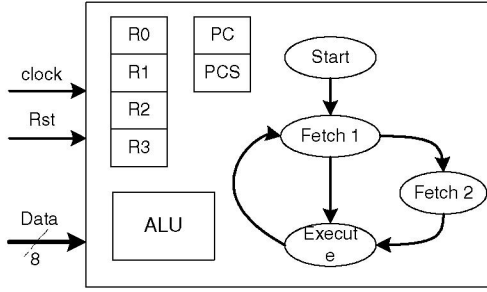 R0
R1
R2
R3
PC
PCS
Start
clock
Rst
Fetch 1
Fetch 2
Data
8
ALU
Execut
e